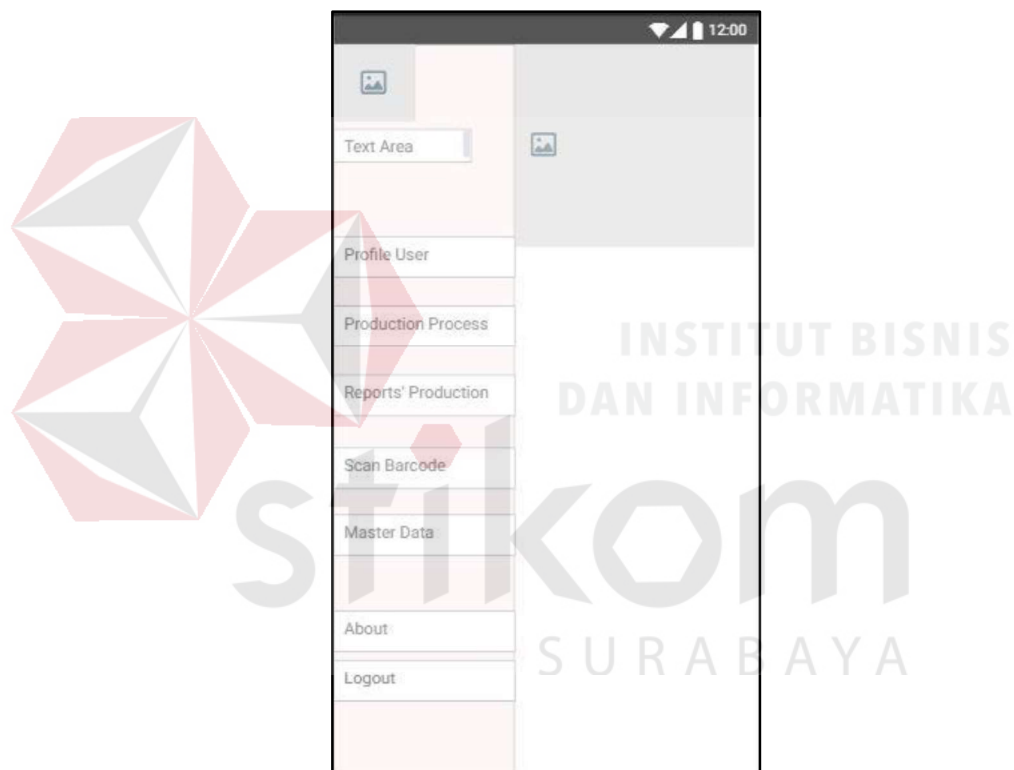 12:00
Text Area
Profile User
Production Process
Reports' Production
Scan Barcode
Master Data
About
Logout
INSTITUT BISNIS
DAN INFORMATIKA
stikom
SURABAYA